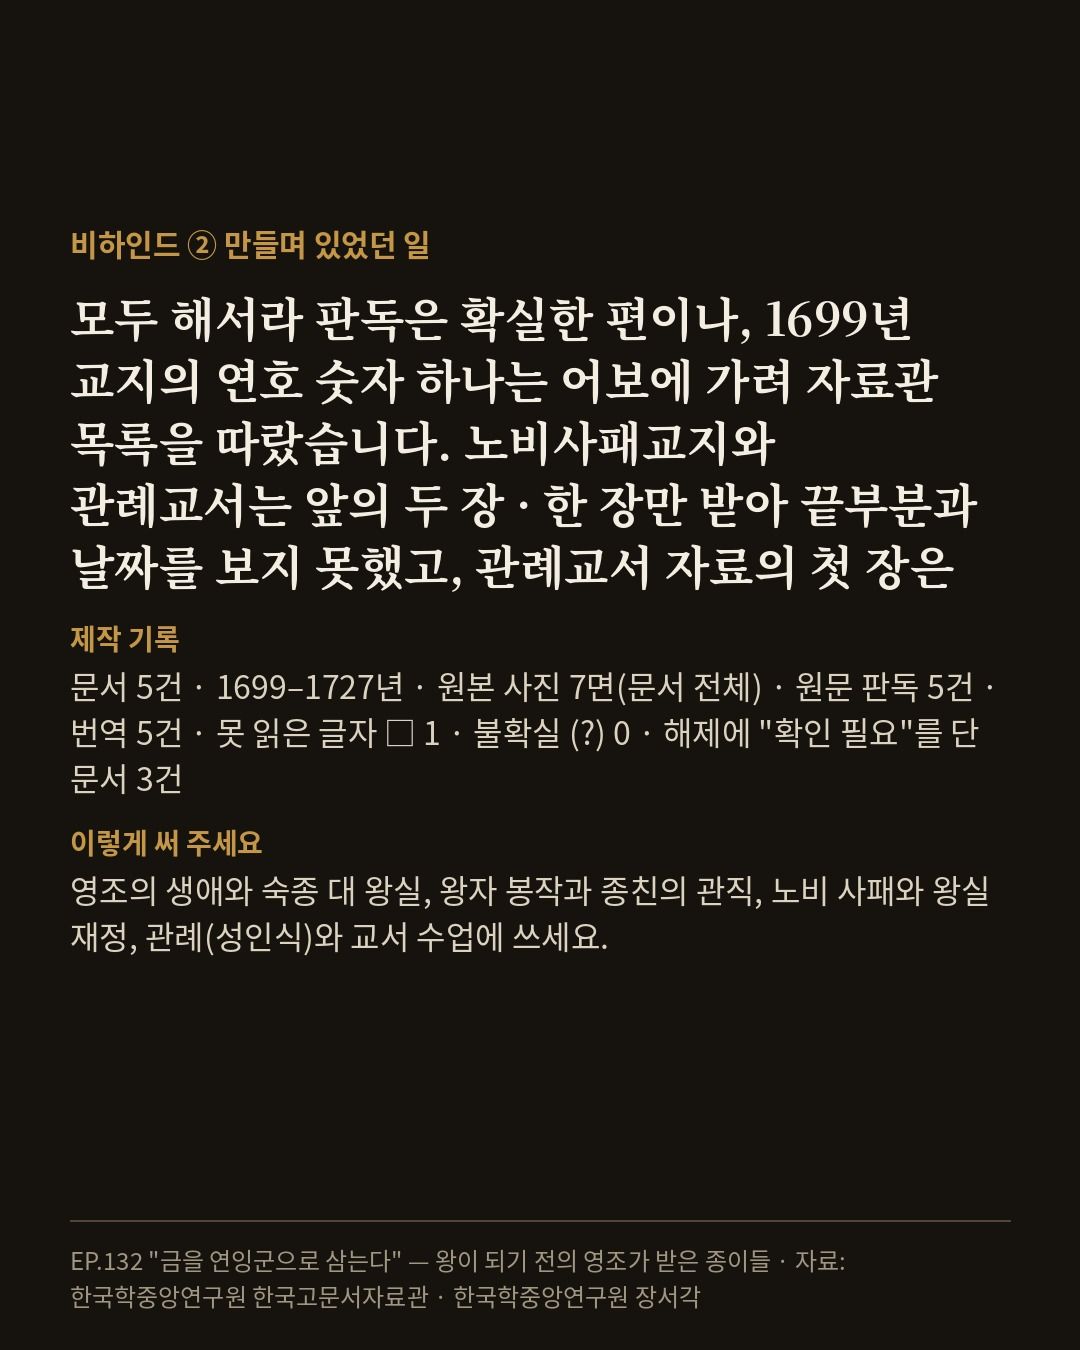 비하인드 ② 만들며 있었던 일
모두 해서라 판독은 확실한 편이나, 1699년
교지의 연호 숫자 하나는 어보에 가려 자료관
목록을 따랐습니다. 노비사패교지와
관례교서는 앞의 두 장 · 한 장만 받아 끝부분과
날짜를 보지 못했고, 관례교서 자료의 첫 장은
제작 기록
문서 5건 · 1699–1727년 · 원본 사진 7면(문서 전체) · 원문 판독 5건 ·
번역 5건 · 못 읽은 글자 □ 1 · 불확실 (?) 0 · 해제에 "확인 필요"를 단
문서 3건
이렇게 써 주세요
영조의 생애와 숙종 대 왕실, 왕자 봉작과 종친의 관직, 노비 사패와 왕실
재정, 관례(성인식)와 교서 수업에 쓰세요.
EP.132 "금을 연잉군으로 삼는다" — 왕이 되기 전의 영조가 받은 종이들 · 자료:
한국학중앙연구원 한국고문서자료관 · 한국학중앙연구원 장서각